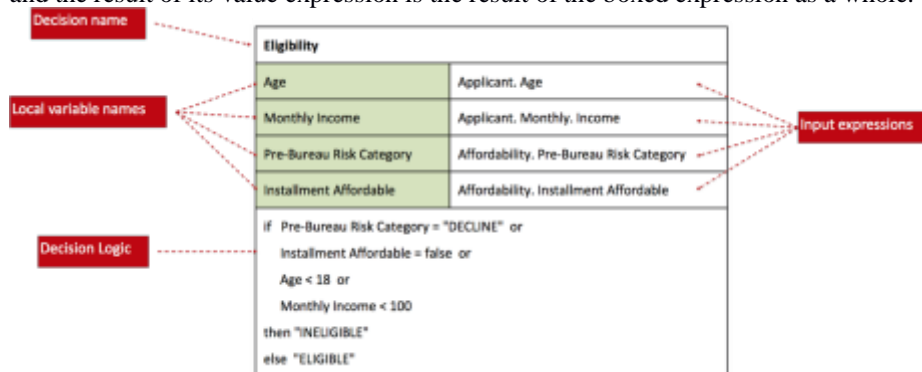 and the result of its value expression is the result of the boxed expression as a whole.
Decision name
Eligibility
Age
Applicant. Age
Local variable names
Monthly Income
Applicant. Monthly. Income
Input expressions
Pre-Bureau Risk Category
Affordability. Pre-Bureau Risk Category
Installment Affordable
Affordability. Installment Affordable
Decision Logic
if Pre-Bureau Risk Category = "DECLINE" or
Installment Affordable = false or
Age < 18 or
Monthly Income < 100
then "INELIGIBLE"
else "ELIGIBLE"